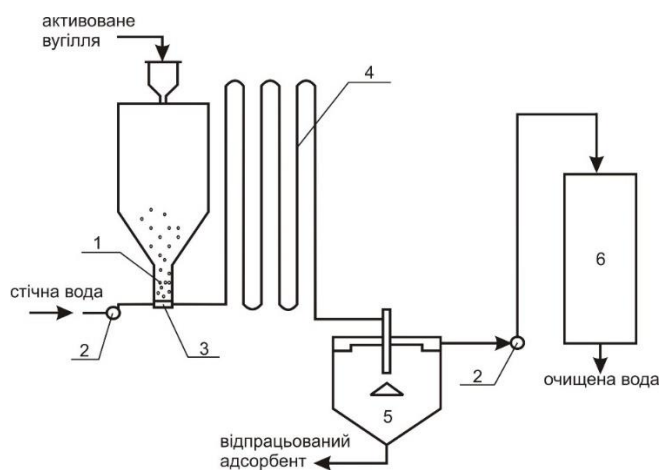 активоване
вугілля
4
1
6
стічна вода
2
3
2
5
очищена вода
відпрацьований
адсорбент